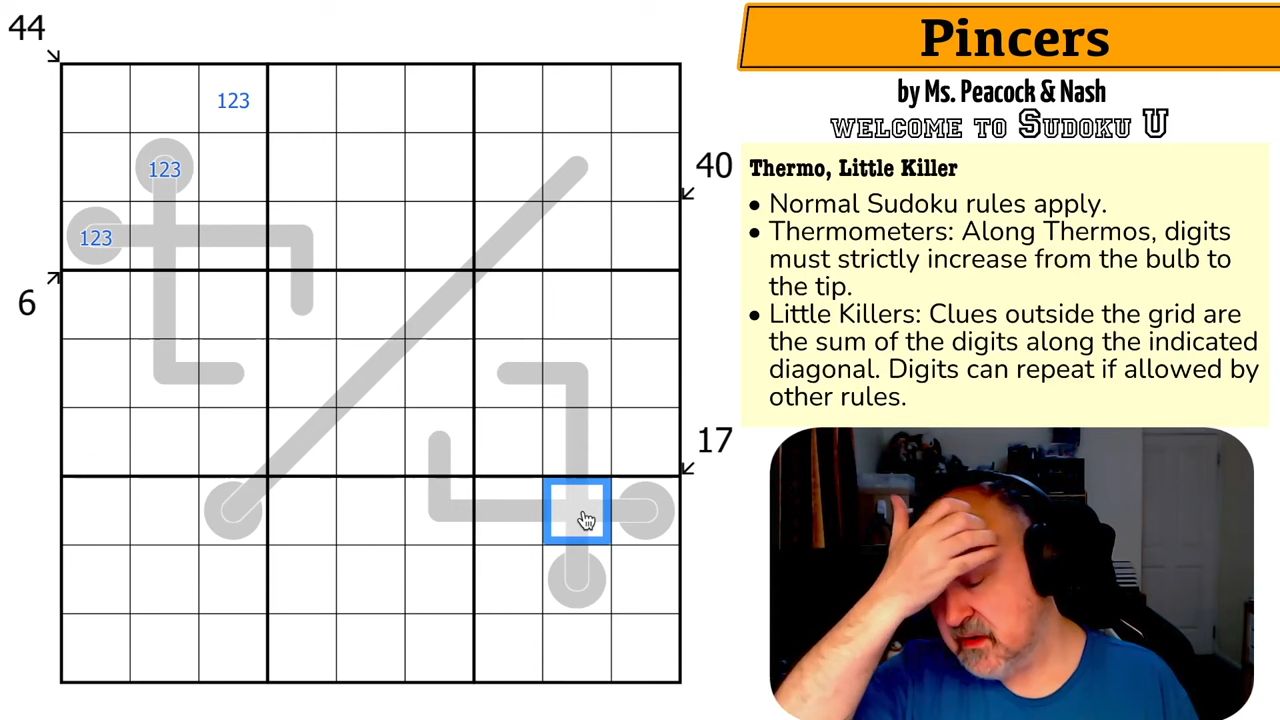 44
Pincers
by Ms. Peacock & Nash
WELCOME TO SUDOKU U
123
123
123
40
6
17
Thermo, Little Killer
• Normal Sudoku rules apply.
• Thermometers: Along Thermos, digits
must strictly increase from the bulb to
the tip.
• Little Killers: Clues outside the grid are
the sum of the digits along the indicated
diagonal. Digits can repeat if allowed by
other rules.